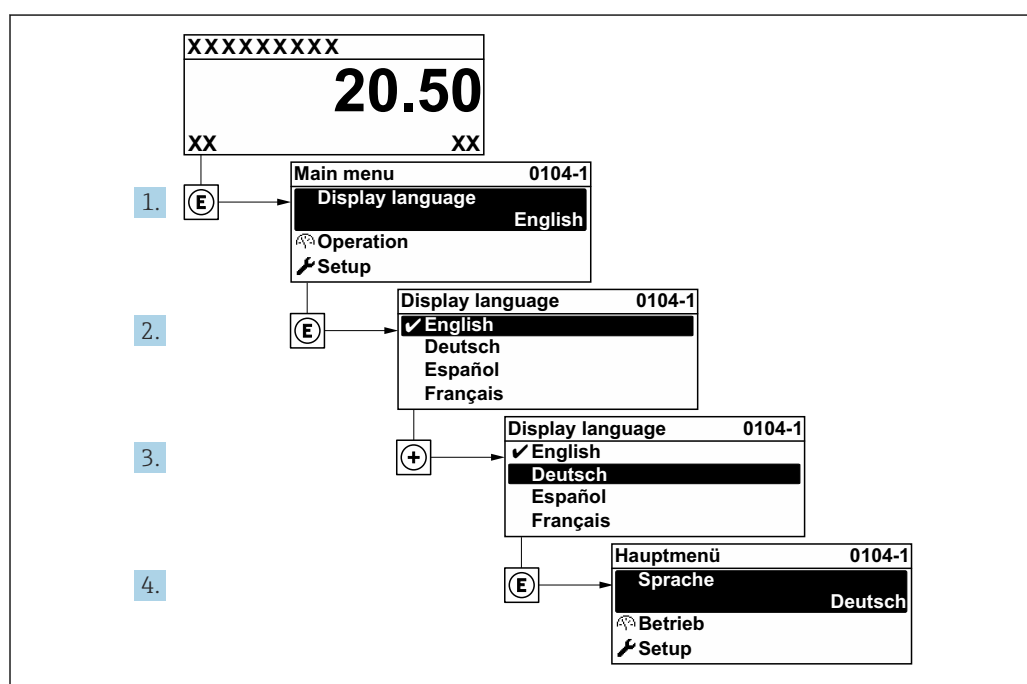 XXXXXXXXX
20.50
XX XX
Main menu 0104-1
1. E Display language
English
Operation
Setup
Display language 0104-1
2. E ✔ English
Deutsch
Español
Français
Display language 0104-1
3. + ✔ English
Deutsch
Español
Français
Hauptmenü 0104-1
4. E Sprache
Deutsch
Betrieb
Setup